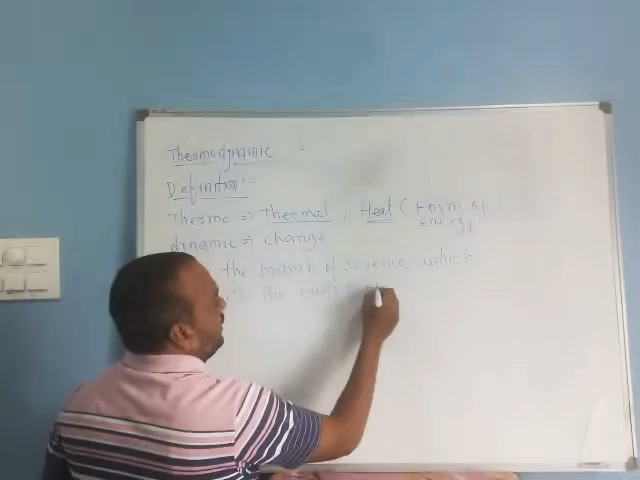 Thermodynamic =
Definition :-
Thermo => Thermal, Heat (Form of
energy)
dynamic => change
the branch of science which
the